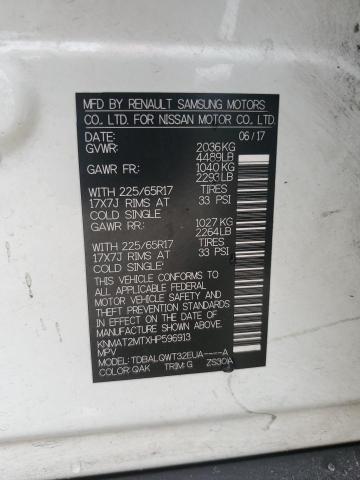 MFD BY RENAULT SAMSUNG MOTORS
CO., LTD. FOR NISSAN MOTOR CO., LTD.
DATE: 06/17
GVWR: 2036 KG
4489LB
GAWR FR: 1040 KG
2293LB
WITH 225/65R17 TIRES
17X7J RIMS AT 33 PSI
COLD SINGLE
GAWR RR: 1027 KG
2264LB
WITH 225/65R17 TIRES
17X7J RIMS AT 33 PSI
COLD SINGLE
THIS VEHICLE CONFORMS TO
ALL APPLICABLE FEDERAL
MOTOR VEHICLE SAFETY AND
THEFT PREVENTION STANDARDS
IN EFFECT ON THE DATE OF
MANUFACTURE SHOWN ABOVE.
KNMAT2MTXHP596913
MPV
MODEL: TDBALGWT32EUA----A
COLOR: QAK TRIM: G ZS30A